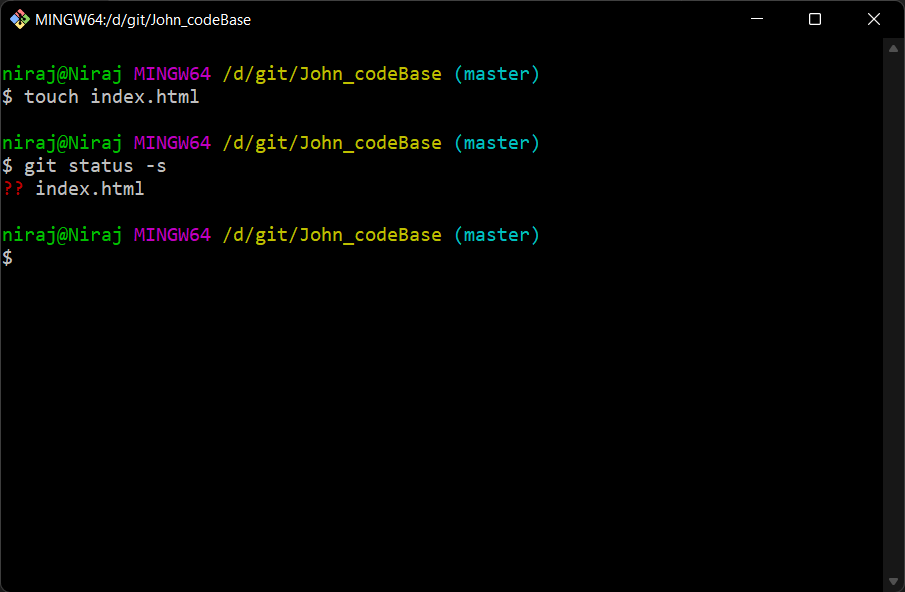 MINGW64:/d/git/John_codeBase
niraj@Niraj MINGW64 /d/git/John_codeBase (master)
$ touch index.html
niraj@Niraj MINGW64 /d/git/John_codeBase (master)
$ git status -s
?? index.html
niraj@Niraj MINGW64 /d/git/John_codeBase (master)
$